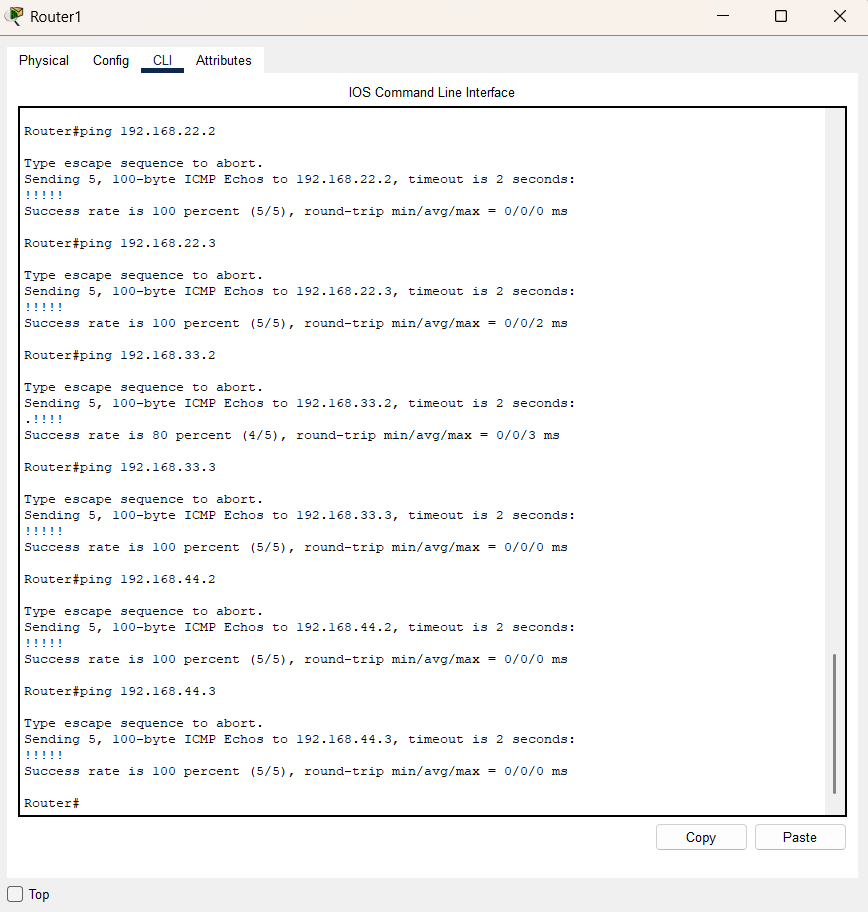 Router1
Physical Config CLI Attributes
IOS Command Line Interface
Router#ping 192.168.22.2
Type escape sequence to abort.
Sending 5, 100-byte ICMP Echos to 192.168.22.2, timeout is 2 seconds:
!!!!!
Success rate is 100 percent (5/5), round-trip min/avg/max = 0/0/0 ms
Router#ping 192.168.22.3
Type escape sequence to abort.
Sending 5, 100-byte ICMP Echos to 192.168.22.3, timeout is 2 seconds:
!!!!!
Success rate is 100 percent (5/5), round-trip min/avg/max = 0/0/2 ms
Router#ping 192.168.33.2
Type escape sequence to abort.
Sending 5, 100-byte ICMP Echos to 192.168.33.2, timeout is 2 seconds:
.!!!!
Success rate is 80 percent (4/5), round-trip min/avg/max = 0/0/3 ms
Router#ping 192.168.33.3
Type escape sequence to abort.
Sending 5, 100-byte ICMP Echos to 192.168.33.3, timeout is 2 seconds:
!!!!!
Success rate is 100 percent (5/5), round-trip min/avg/max = 0/0/0 ms
Router#ping 192.168.44.2
Type escape sequence to abort.
Sending 5, 100-byte ICMP Echos to 192.168.44.2, timeout is 2 seconds:
!!!!!
Success rate is 100 percent (5/5), round-trip min/avg/max = 0/0/0 ms
Router#ping 192.168.44.3
Type escape sequence to abort.
Sending 5, 100-byte ICMP Echos to 192.168.44.3, timeout is 2 seconds:
!!!!!
Success rate is 100 percent (5/5), round-trip min/avg/max = 0/0/0 ms
Router#
Copy Paste
Top